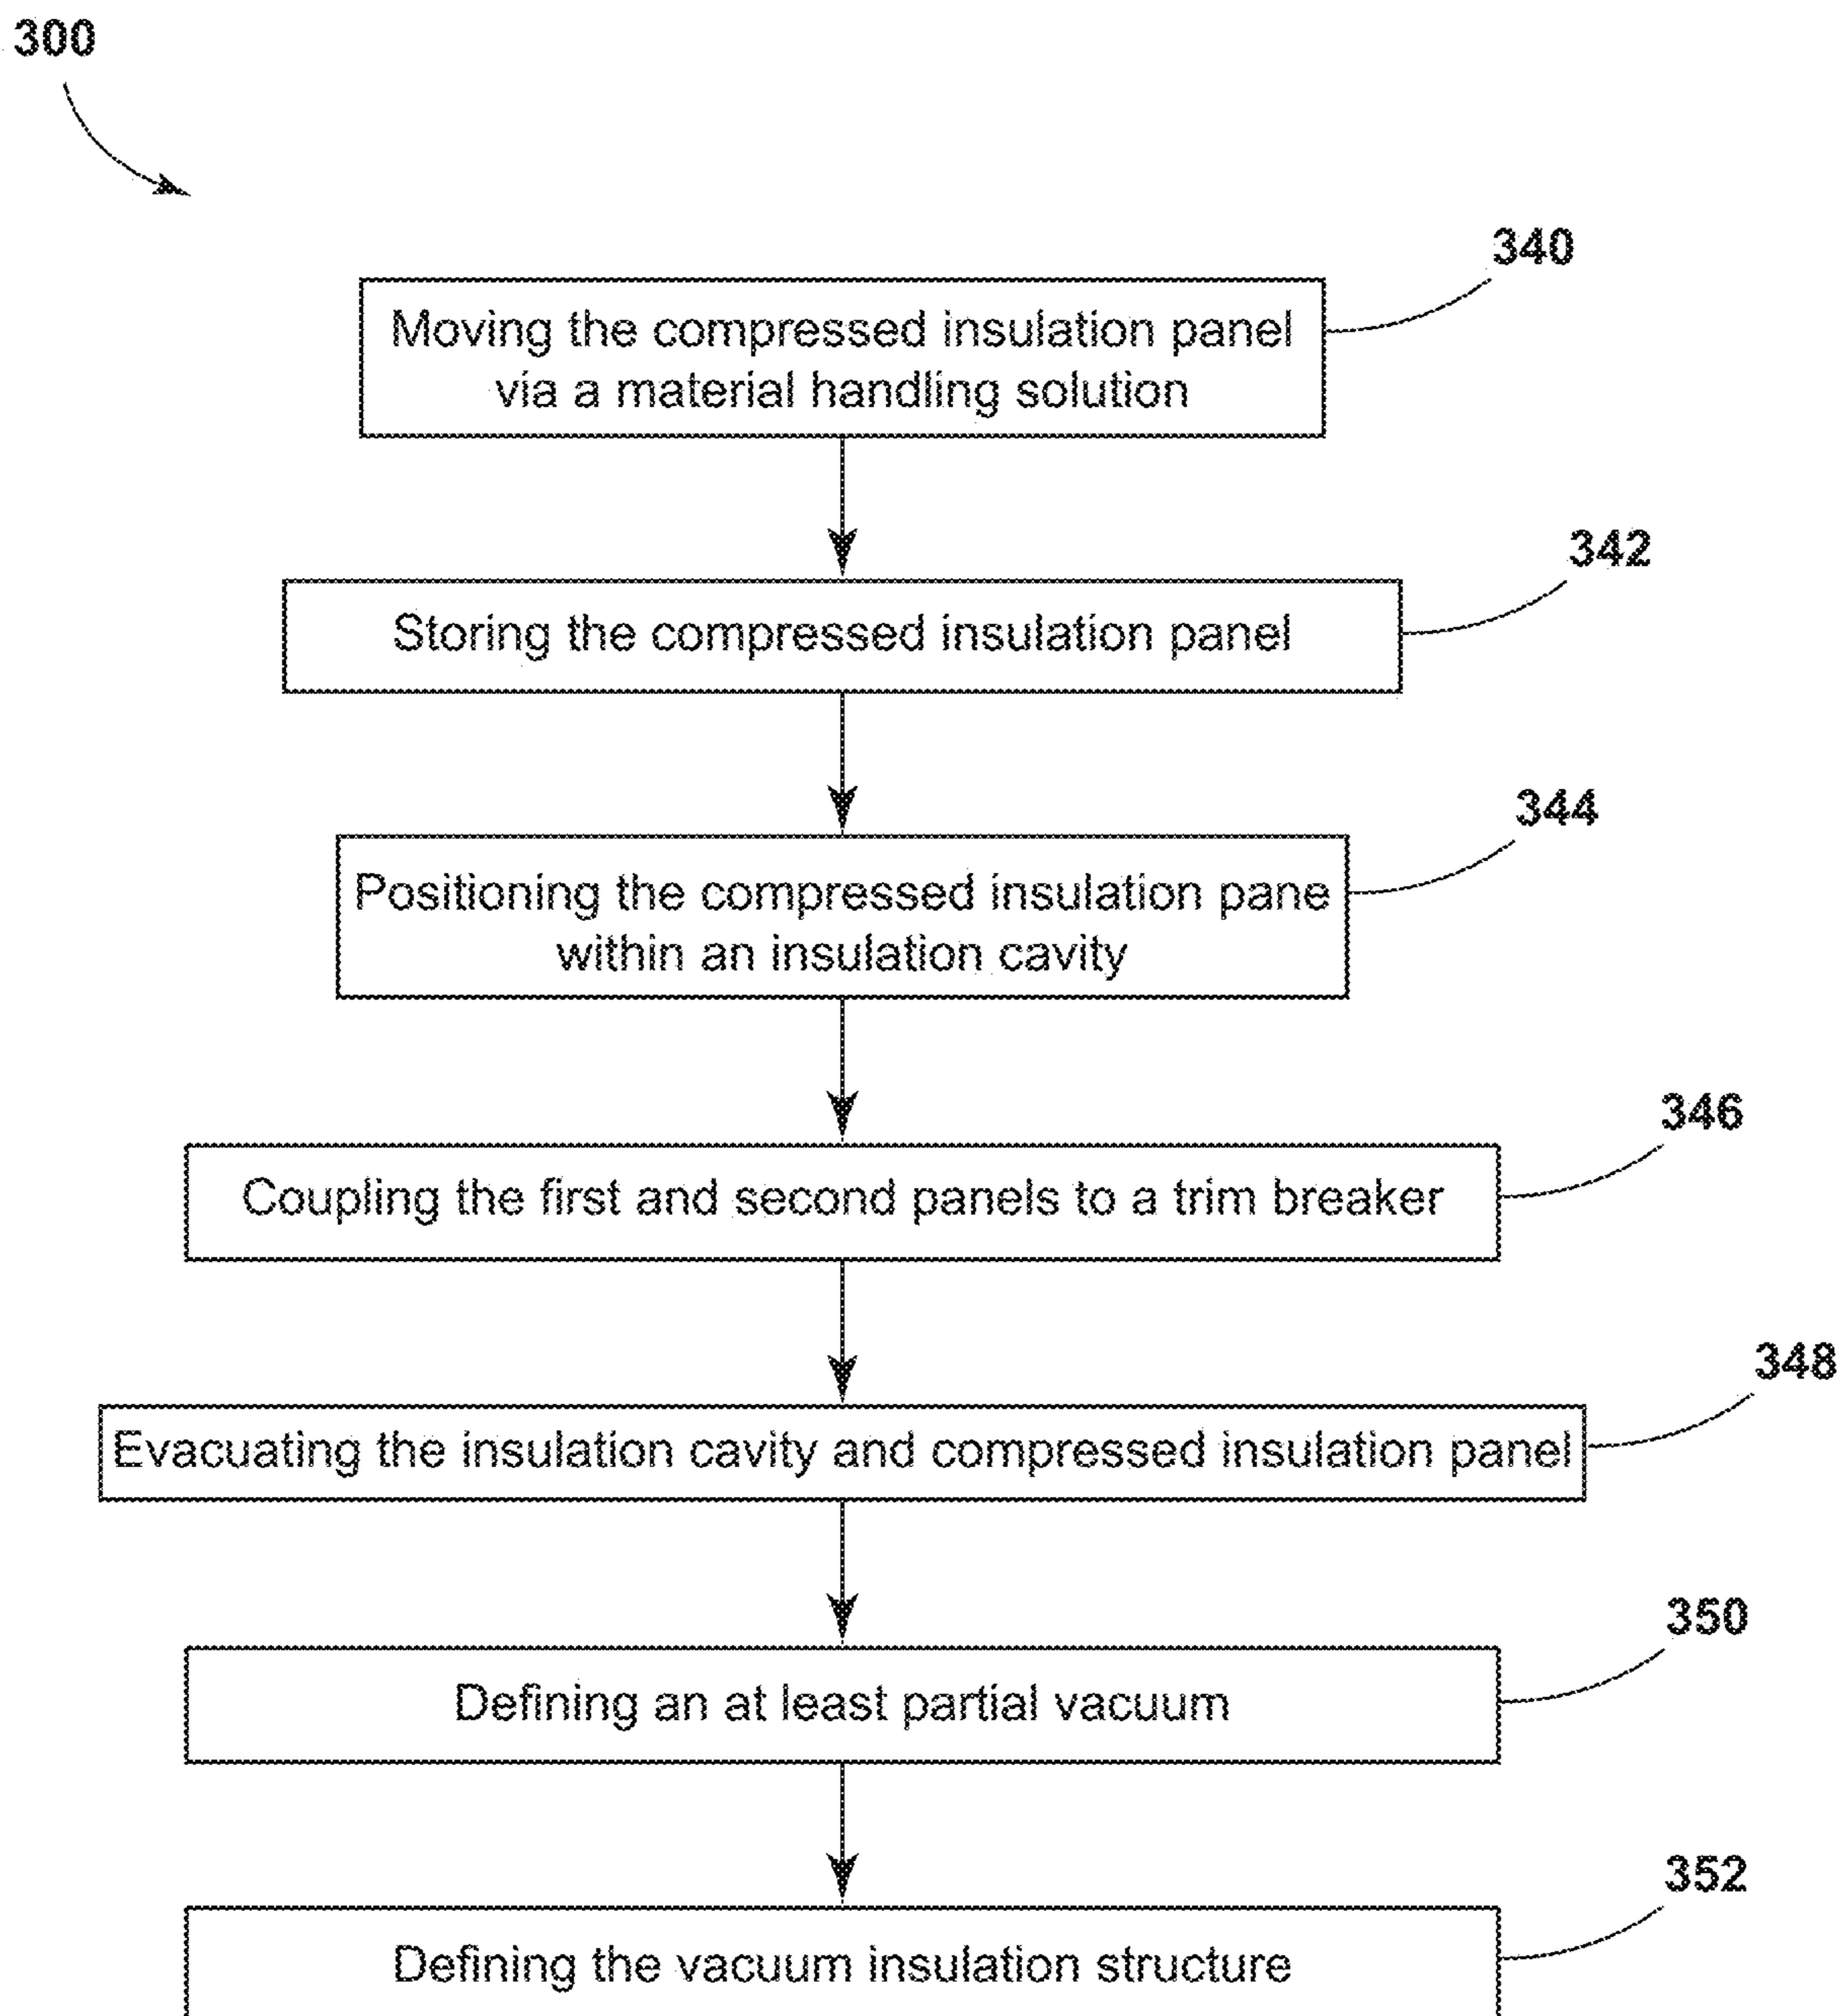 300
340
Moving the compressed insulation panel
via a material handling solution
342
Storing the compressed insulation panel
344
Positioning the compressed insulation pane
within an insulation cavity
346
Coupling the first and second panels to a trim breaker
348
Evacuating the insulation cavity and compressed insulation panel
350
Defining an at least partial vacuum
352
Defining the vacuum insulation structure